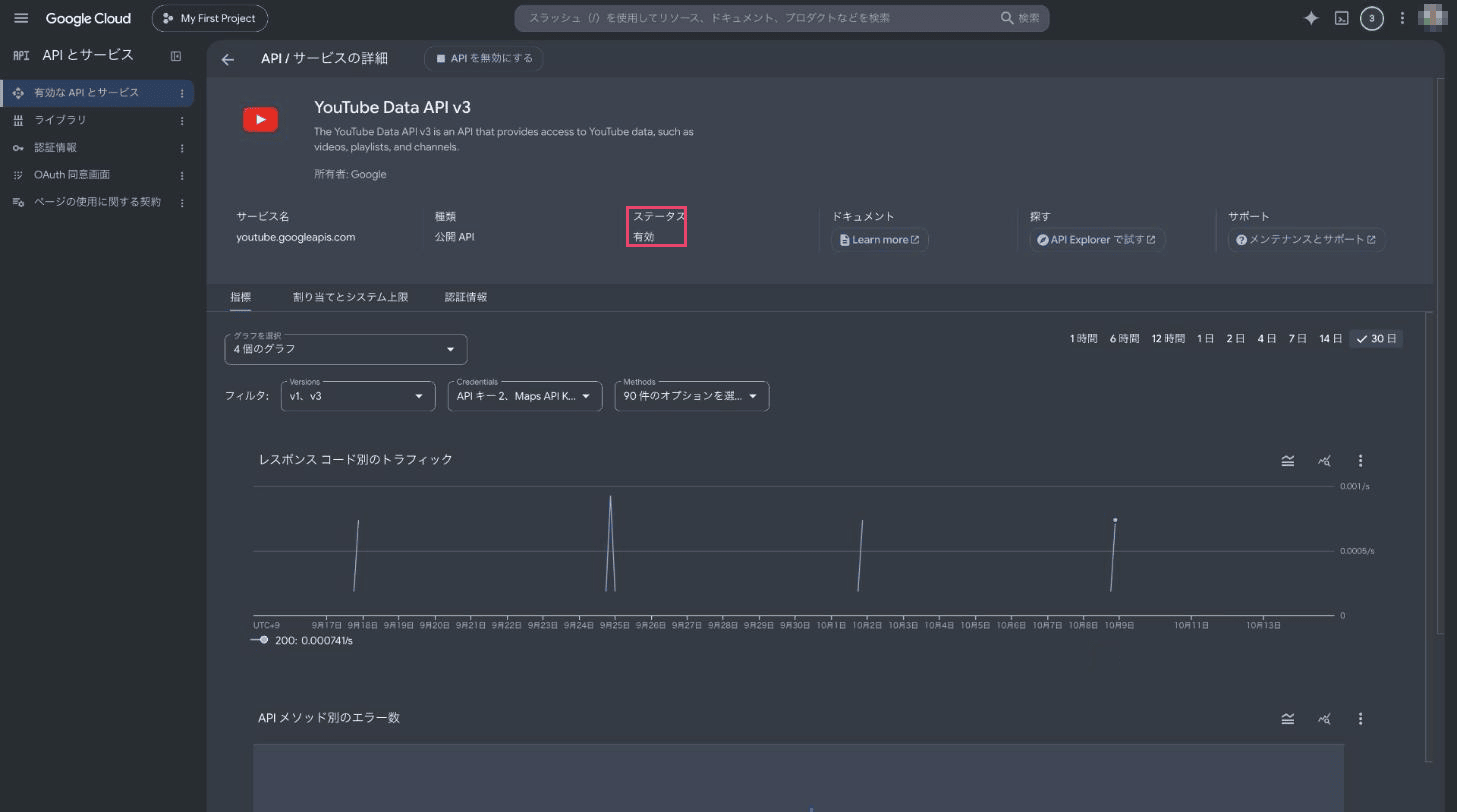 Google Cloud
My First Project
スラッシュ（/）を使用してリソース、ドキュメント、プロダクトなどを検索
検索
3
API API とサービス
有効な API とサービス
ライブラリ
認証情報
OAuth 同意画面
ページの使用に関する契約
API / サービスの詳細
API を無効にする
YouTube Data API v3
The YouTube Data API v3 is an API that provides access to YouTube data, such as
videos, playlists, and channels.
所有者: Google
サービス名
youtube.googleapis.com
種類
公開 API
ステータス
有効
ドキュメント
Learn more
探す
API Explorer で試す
サポート
メンテナンスとサポート
指標 割り当てとシステム上限 認証情報
グラフを選択
4 個のグラフ
1 時間 6 時間 12 時間 1 日 2 日 4 日 7 日 14 日 30 日
フィルタ:
Versions
v1、v3
Credentials
API キー 2、Maps API K...
Methods
90 件のオプションを選...
レスポンス コード別のトラフィック
0.001/s
0.0005/s
0
UTC+9 9月17日 9月18日 9月19日 9月20日 9月21日 9月22日 9月23日 9月24日 9月25日 9月26日 9月27日 9月28日 9月29日 9月30日 10月1日 10月2日 10月3日 10月4日 10月5日 10月6日 10月7日 10月8日 10月9日 10月11日 10月13日
200: 0.000741/s
API メソッド別のエラー数